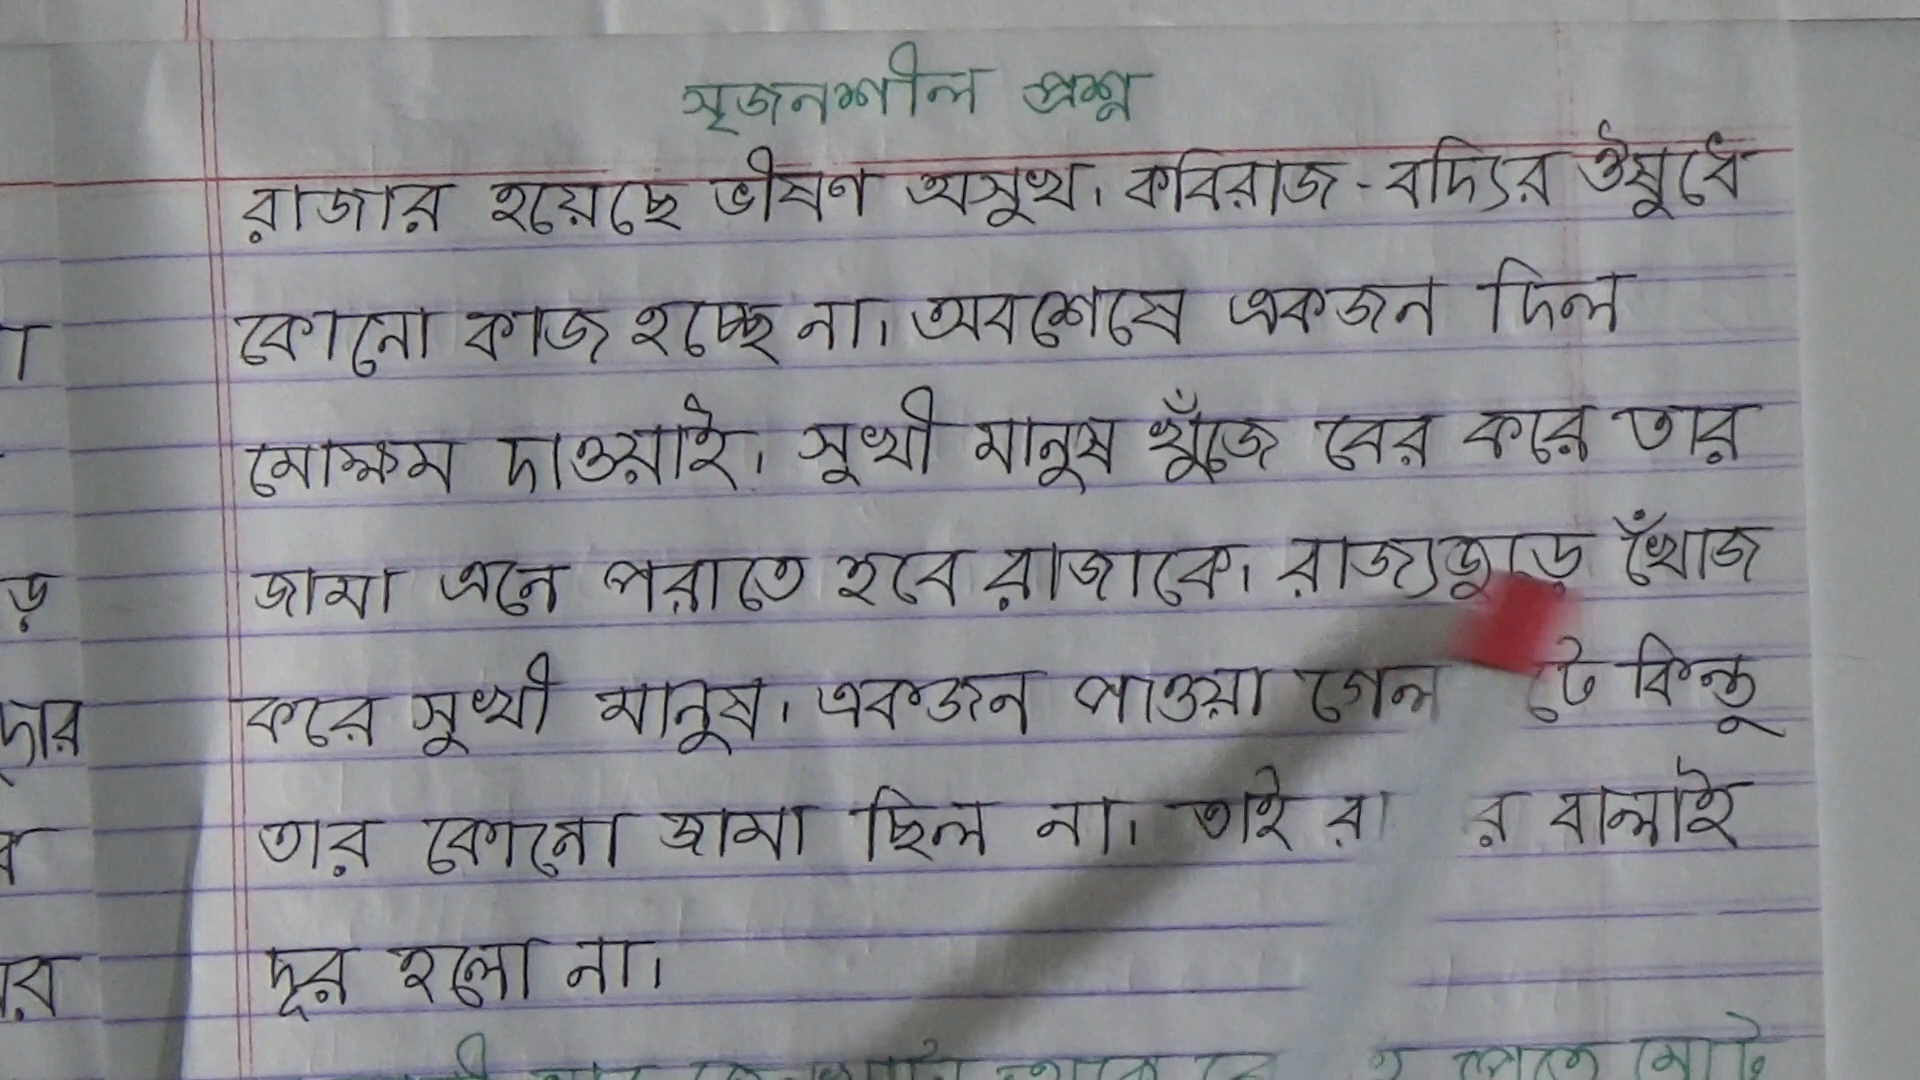 সৃজনশীল প্রশ্ন
রাজার হয়েছে ভীষণ অসুখ। কবিরাজ-বদ্যির ঔষুধে
কোনো কাজ হচ্ছে না। অবশেষে একজন দিল
মোক্ষম দাওয়াই। সুখী মানুষ খুঁজে বের করে তার
জামা এনে পরাতে হবে রাজাকে। রাজ্যজুড়ে খোঁজ
করে সুখী মানুষ। একজন পাওয়া গেল কিন্তু
তার কোনো জামা ছিল না। তাই বালাই
দূর হলো না।